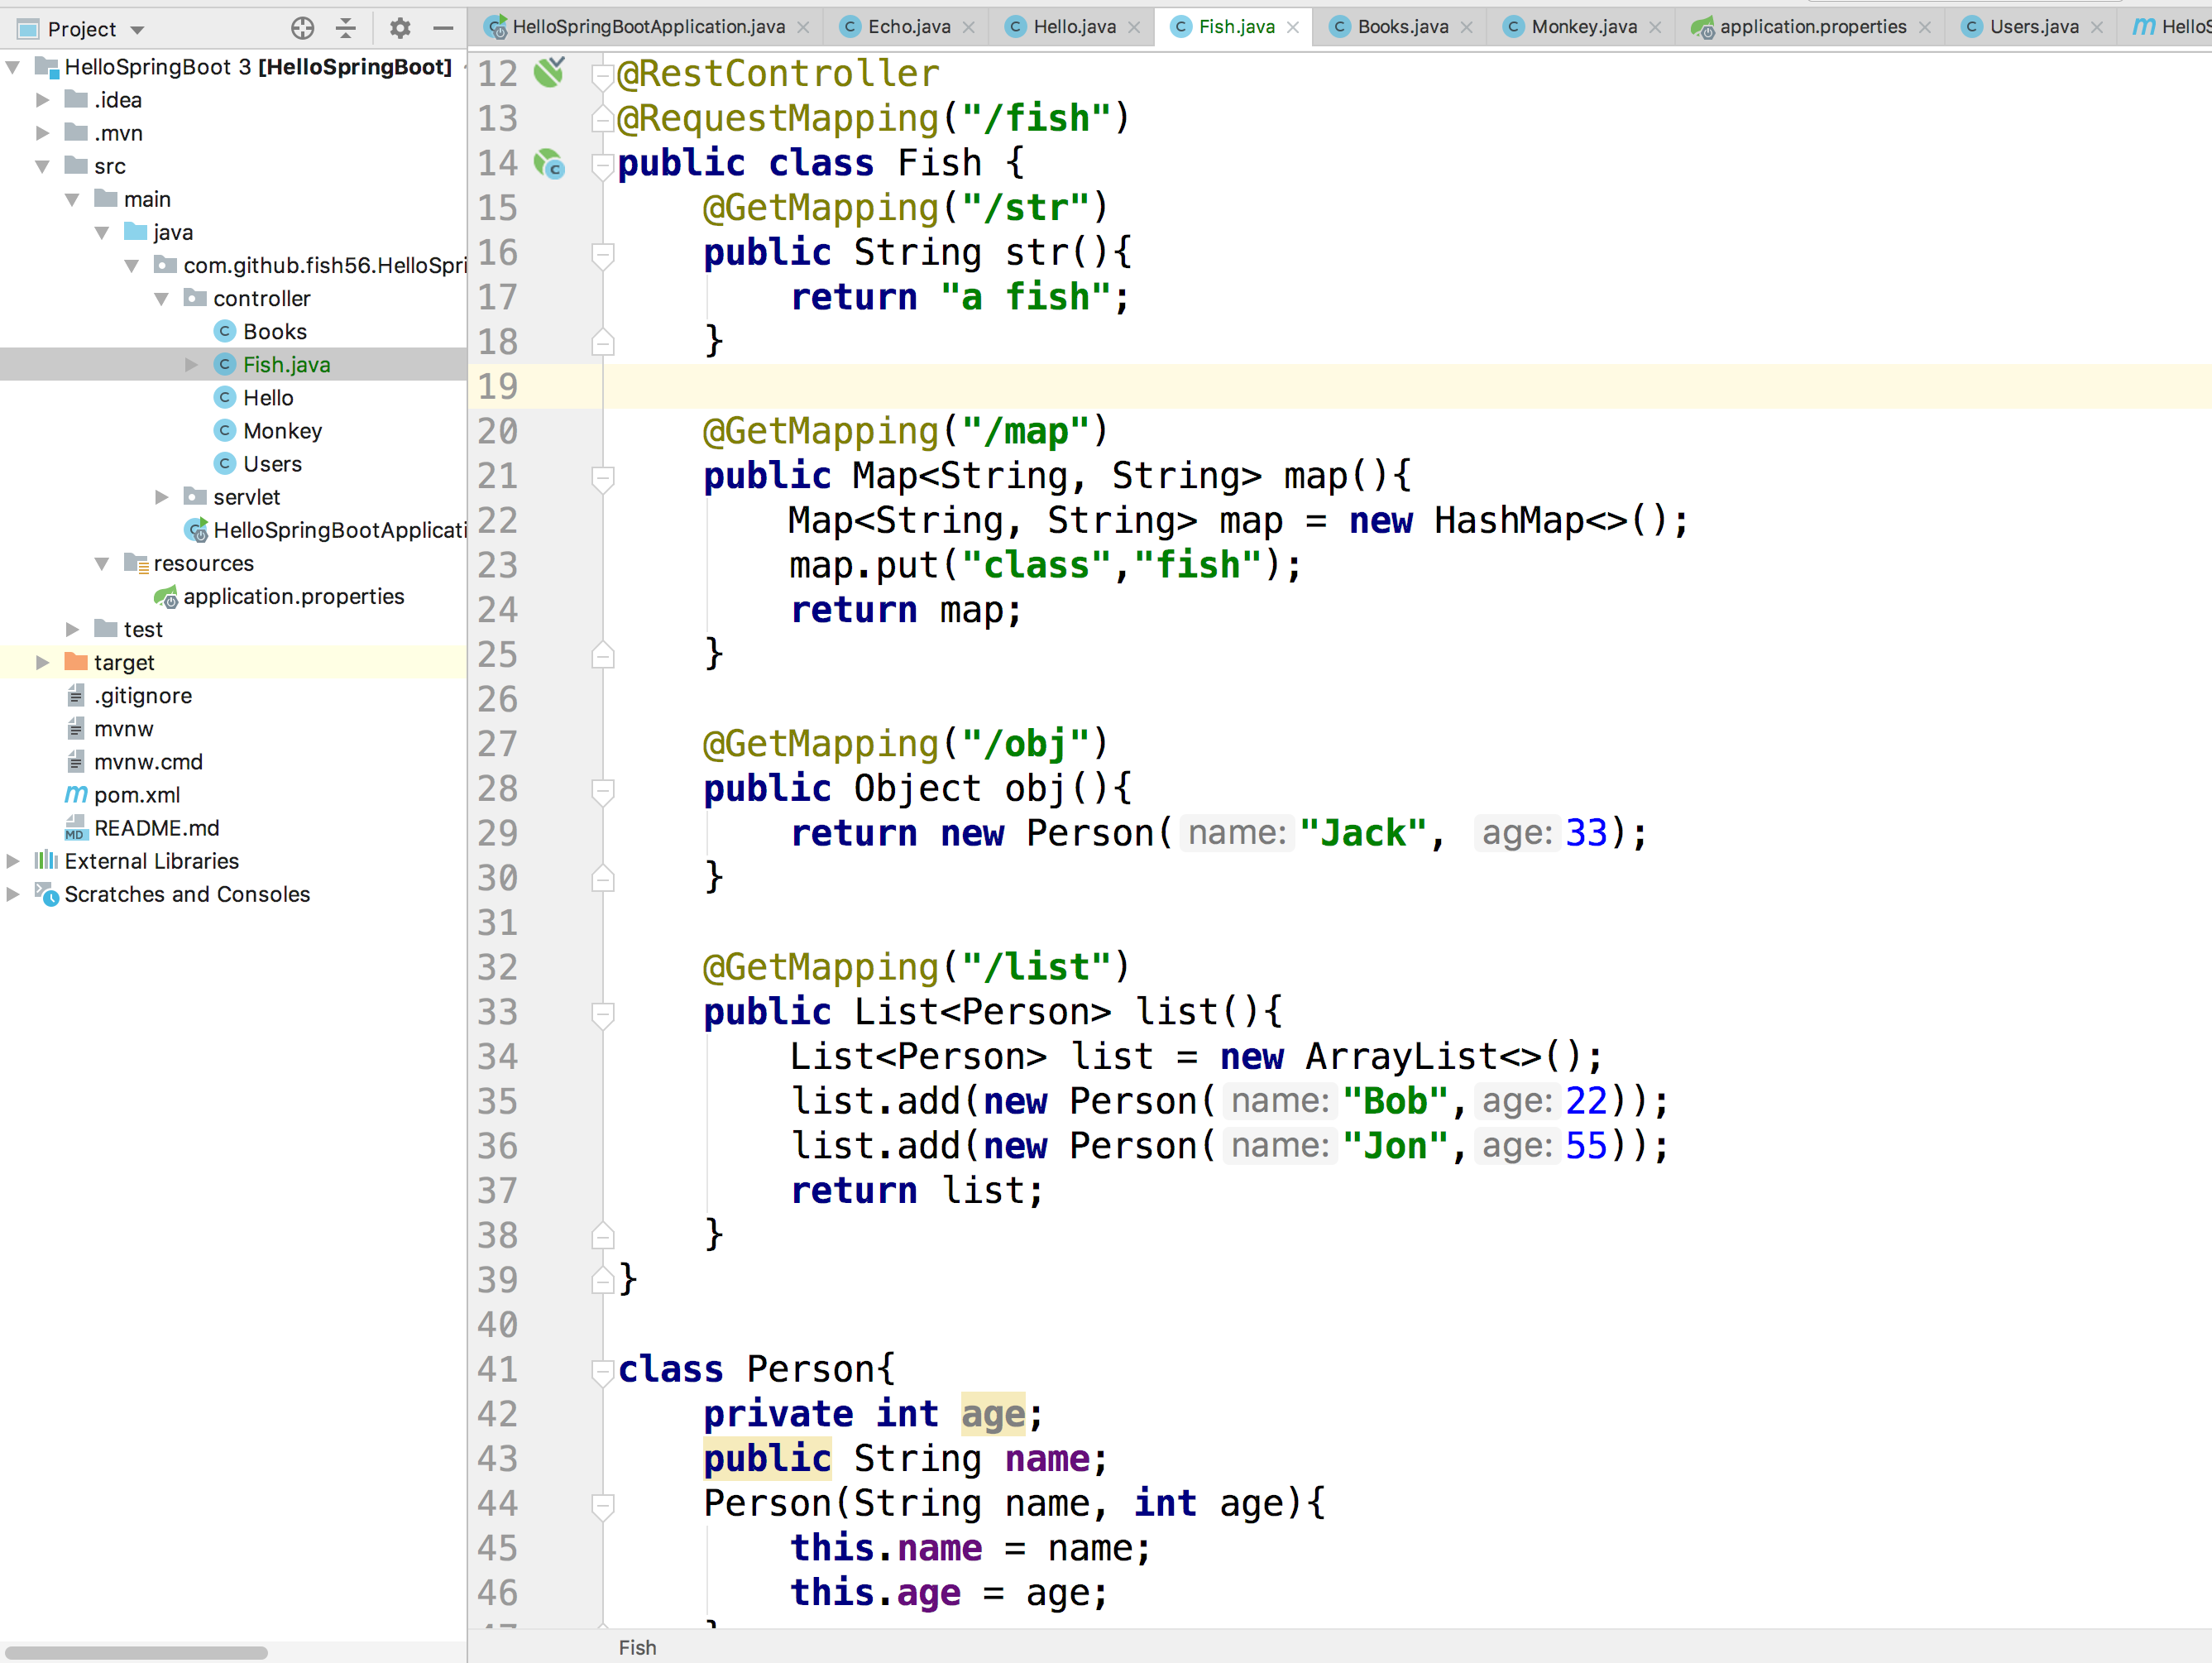 Project
HelloSpringBootApplication.java
Echo.java
Hello.java
Fish.java
Books.java
Monkey.java
application.properties
Users.java
HelloS
HelloSpringBoot 3 [HelloSpringBoot]
.idea
.mvn
src
main
java
com.github.fish56.HelloSpri
controller
Books
Fish.java
Hello
Monkey
Users
servlet
HelloSpringBootApplicati
resources
application.properties
test
target
.gitignore
mvnw
mvnw.cmd
pom.xml
README.md
External Libraries
Scratches and Consoles
12 @RestController
13 @RequestMapping("/fish")
14 public class Fish {
15 @GetMapping("/str")
16 public String str(){
17 return "a fish";
18 }
19
20 @GetMapping("/map")
21 public Map<String, String> map(){
22 Map<String, String> map = new HashMap<>();
23 map.put("class","fish");
24 return map;
25 }
26
27 @GetMapping("/obj")
28 public Object obj(){
29 return new Person( name: "Jack", age: 33);
30 }
31
32 @GetMapping("/list")
33 public List<Person> list(){
34 List<Person> list = new ArrayList<>();
35 list.add(new Person( name: "Bob", age: 22));
36 list.add(new Person( name: "Jon", age: 55));
37 return list;
38 }
39 }
40
41 class Person{
42 private int age;
43 public String name;
44 Person(String name, int age){
45 this.name = name;
46 this.age = age;
Fish